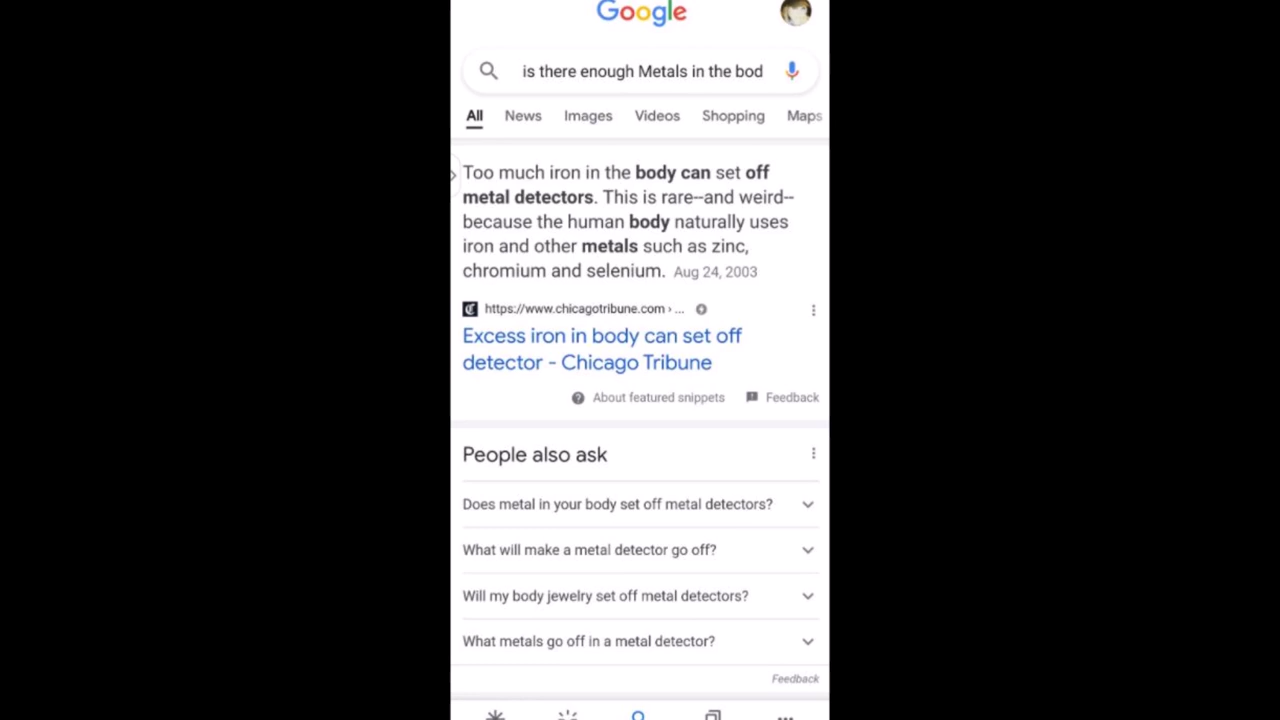 Google
is there enough Metals in the bod
All News Images Videos Shopping Maps
Too much iron in the body can set off
metal detectors. This is rare--and weird--
because the human body naturally uses
iron and other metals such as zinc,
chromium and selenium. Aug 24, 2003
https://www.chicagotribune.com › ...
Excess iron in body can set off
detector - Chicago Tribune
About featured snippets Feedback
People also ask
Does metal in your body set off metal detectors?
What will make a metal detector go off?
Will my body jewelry set off metal detectors?
What metals go off in a metal detector?
Feedback